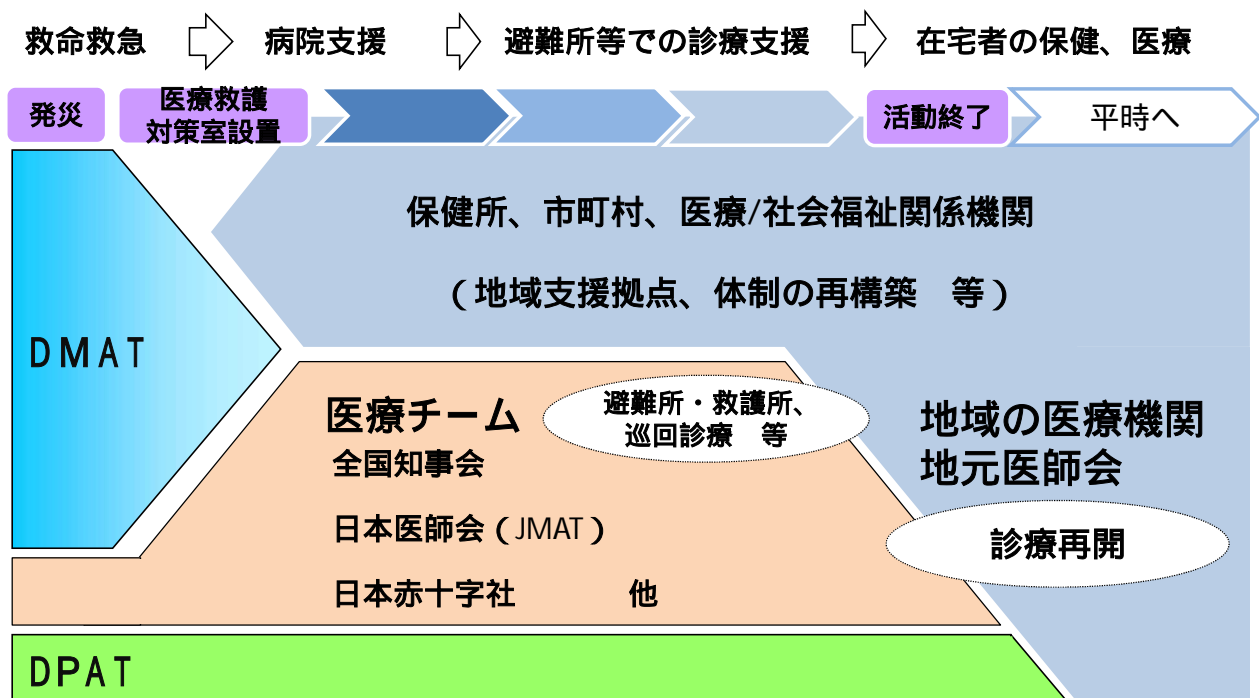 救命救急 病院支援 避難所等での診療支援 在宅者の保健、医療
発災
医療救護
対策室設置
活動終了
平時へ
保健所、市町村、医療/社会福祉関係機関
(地域支援拠点、体制の再構築 等)
DMAT
医療チーム
避難所・救護所、
巡回診療 等
全国知事会
日本医師会(JMAT)
日本赤十字社 他
地域の医療機関
地元医師会
診療再開
DPAT